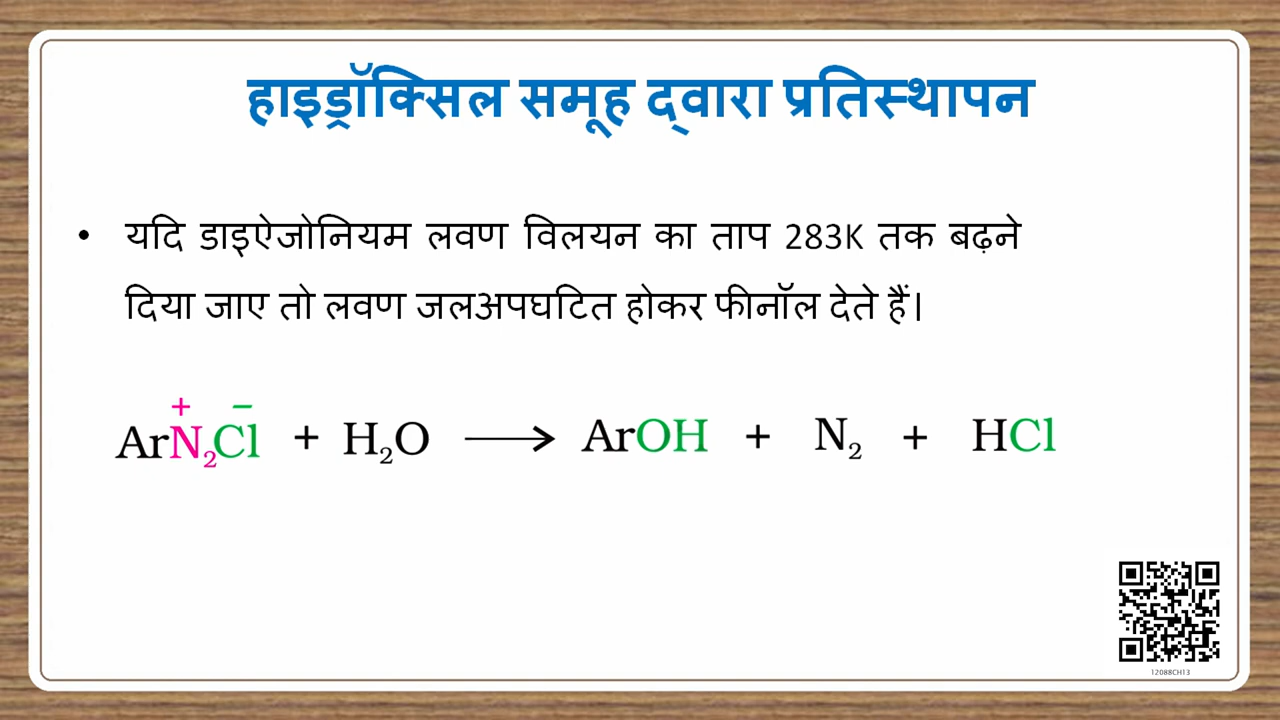 हाइड्रॉक्सिल समूह द्वारा प्रतिस्थापन
• यदि डाइऐजोनियम लवण विलयन का ताप 283K तक बढ़ने
दिया जाए तो लवण जलअपघटित होकर फीनॉल देते हैं।
ArN₂⁺Cl⁻ + H₂O ⟶ ArOH + N₂ + HCl
12088CH13